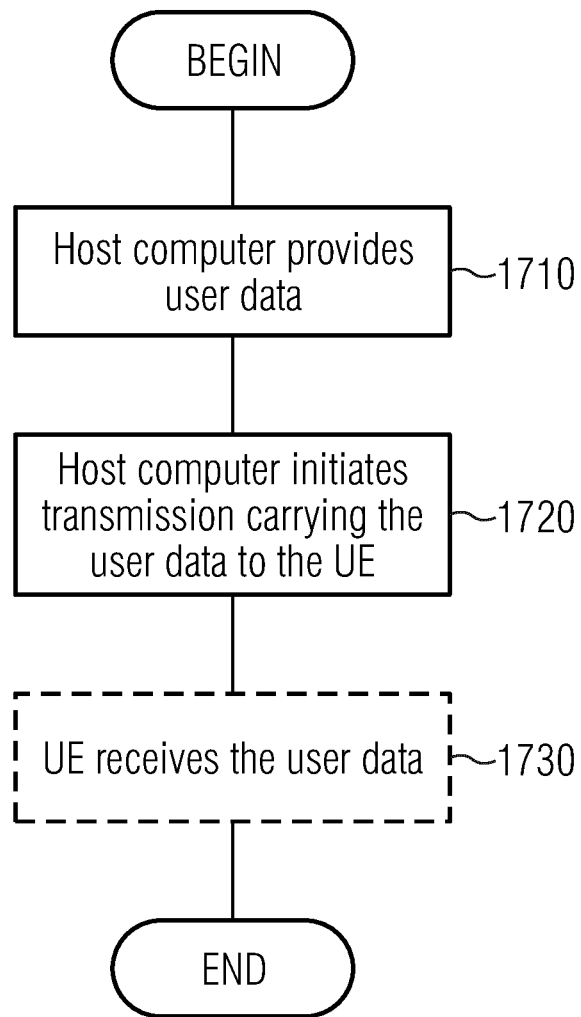 BEGIN
Host computer provides
user data
1710
Host computer initiates
transmission carrying the
user data to the UE
1720
UE receives the user data
1730
END